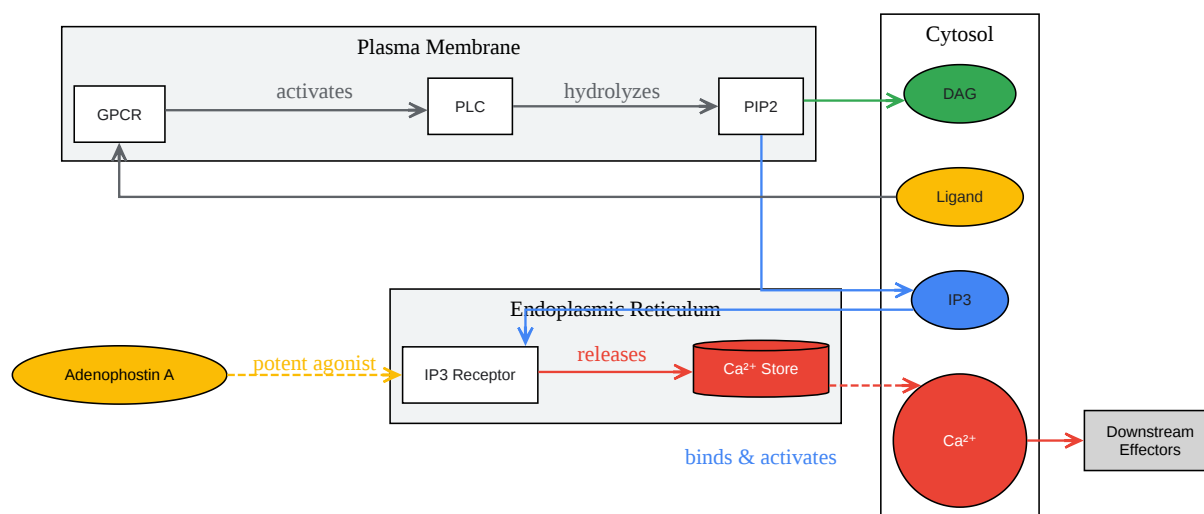 Plasma Membrane
Cytosol
GPCR
activates
PLC
hydrolyzes
PIP2
DAG
Ligand
Endoplasmic Reticulum
IP3
Adenophostin A
potent agonist
IP3 Receptor
releases
Ca²⁺ Store
Ca²⁺
binds & activates
Downstream
Effectors